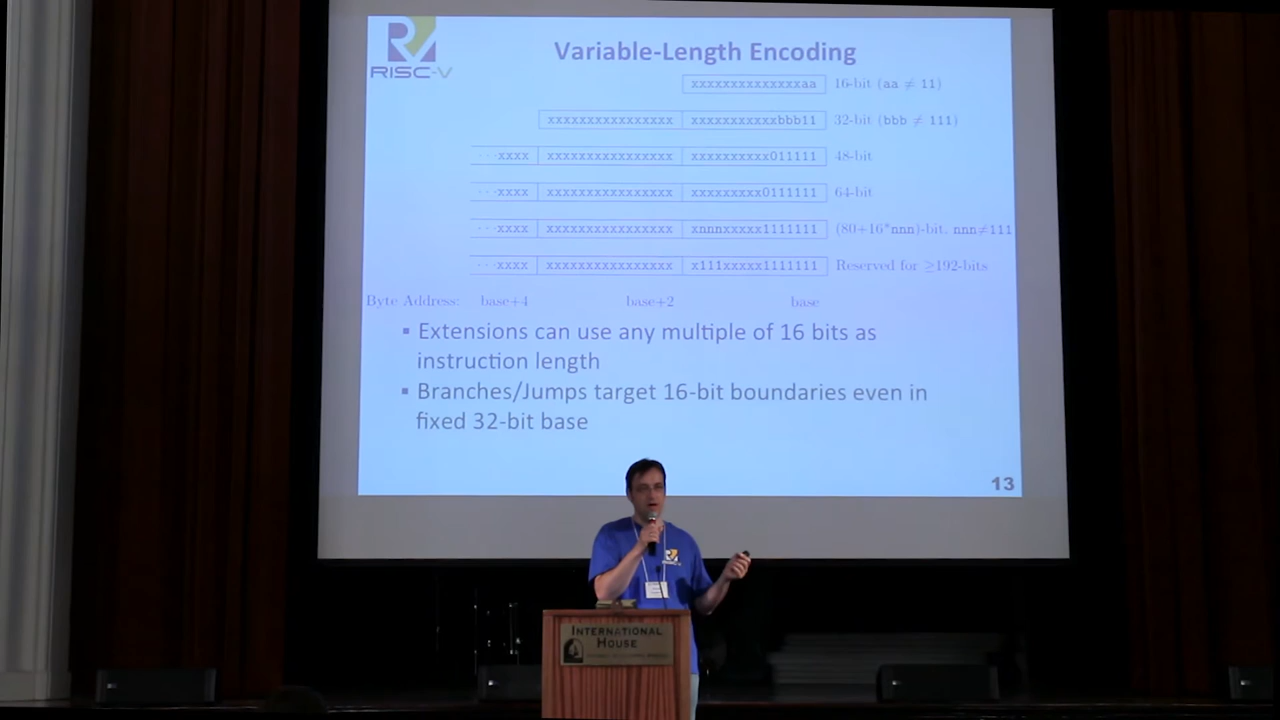 RISC-V
Variable-Length Encoding
xxxxxxxxxxxxxxaa 16-bit (aa ≠ 11)
xxxxxxxxxxxxxxxx xxxxxxxxxxxbbb11 32-bit (bbb ≠ 111)
···xxxx xxxxxxxxxxxxxxxx xxxxxxxxxx011111 48-bit
···xxxx xxxxxxxxxxxxxxxx xxxxxxxxx0111111 64-bit
···xxxx xxxxxxxxxxxxxxxx xnnnxxxxx1111111 (80+16*nnn)-bit, nnn≠111
···xxxx xxxxxxxxxxxxxxxx x111xxxxx1111111 Reserved for ≥192-bits
Byte Address: base+4 base+2 base
▪ Extensions can use any multiple of 16 bits as
instruction length
▪ Branches/Jumps target 16-bit boundaries even in
fixed 32-bit base
13
RISC-V
INTERNATIONAL
HOUSE